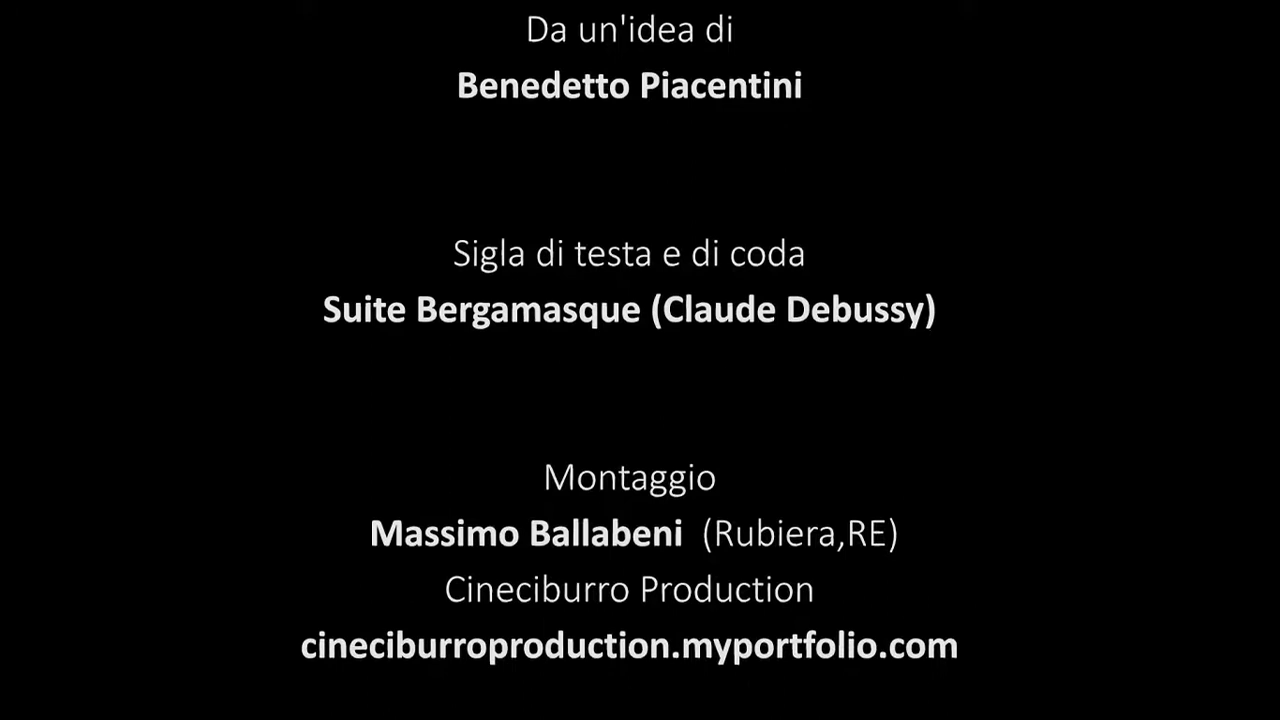 Da un'idea di
Benedetto Piacentini
Sigla di testa e di coda
Suite Bergamasque (Claude Debussy)
Montaggio
Massimo Ballabeni (Rubiera,RE)
Cineciburro Production
cineciburroproduction.myportfolio.com